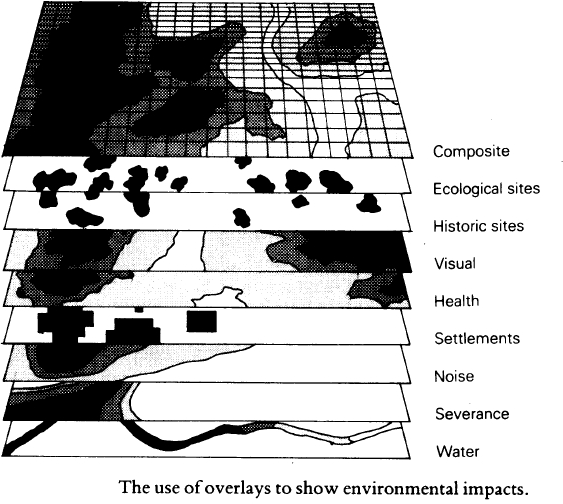 Composite
Ecological sites
Historic sites
Visual
Health
Settlements
Noise
Severance
Water
The use of overlays to show environmental impacts.